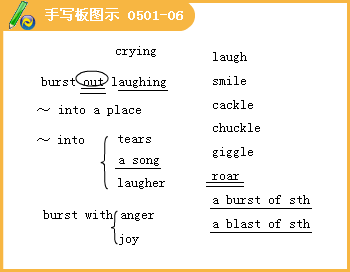 手写板图示 0501-06
crying
burst out laughing
～ into a place
～ into
tears
a song
laugher
burst with
anger
joy
laugh
smile
cackle
chuckle
giggle
roar
a burst of sth
a blast of sth